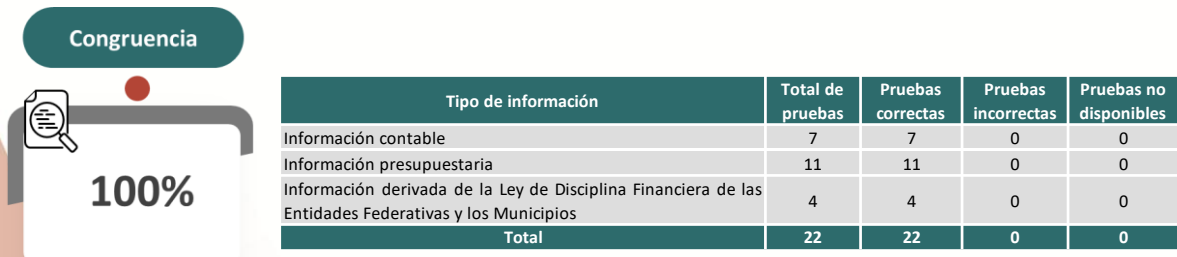 Congruencia
100%
Tipo de información Total de pruebas Pruebas correctas Pruebas incorrectas Pruebas no disponibles
Información contable 7 7 0 0
Información presupuestaria 11 11 0 0
Información derivada de la Ley de Disciplina Financiera de las
Entidades Federativas y los Municipios 4 4 0 0
Total 22 22 0 0